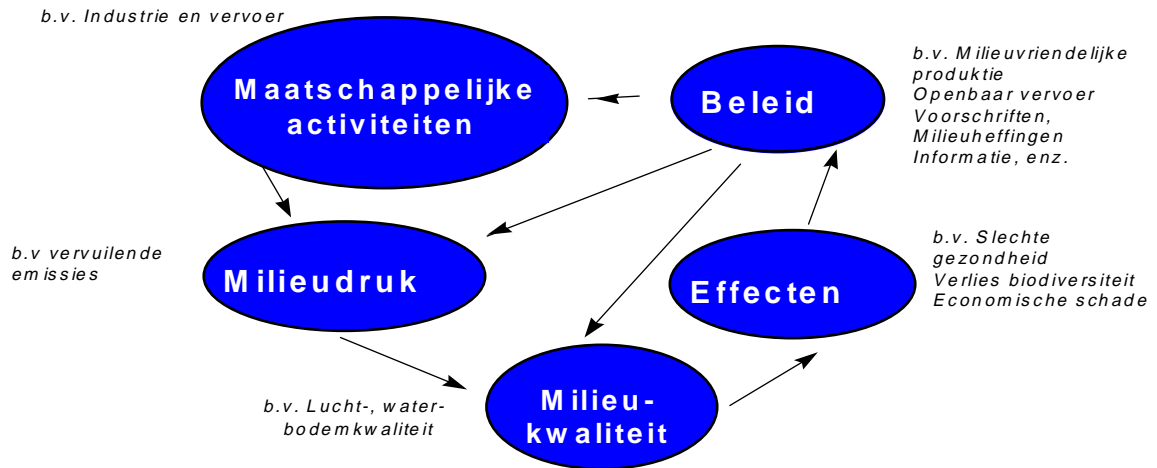 b.v. Industrie en vervoer
Maatschappelijke
activiteiten
Beleid
b.v. Milieuvriendelijke
produktie
Openbaar vervoer
Voorschriften,
Milieuheffingen
Informatie, enz.
b.v vervuilende
emissies
Milieudruk
Effecten
b.v. Slechte
gezondheid
Verlies biodiversiteit
Economische schade
b.v. Lucht-, water-
bodemkwaliteit
Milieu-
kwaliteit